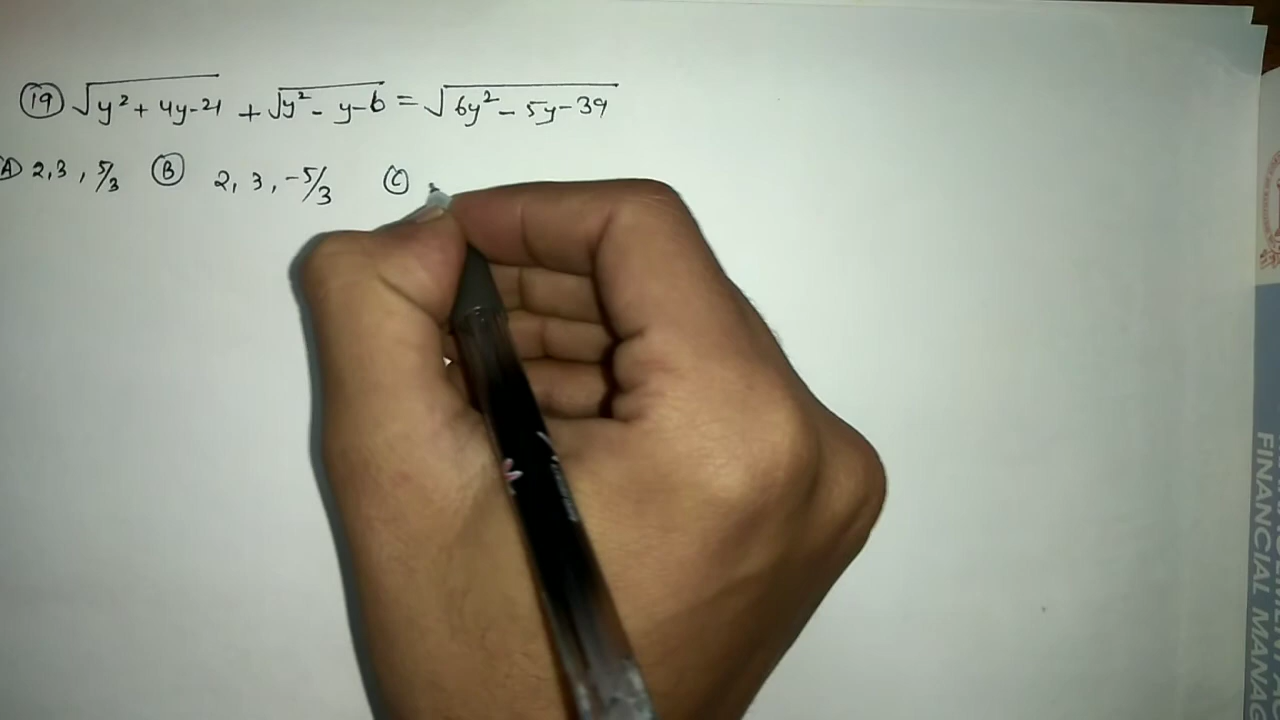 19 √y²+4y-21 + √y²-y-6 = √6y²-5y-39
A 2,3,5/3 B 2,3,-5/3 C
FINANCIAL MANAG